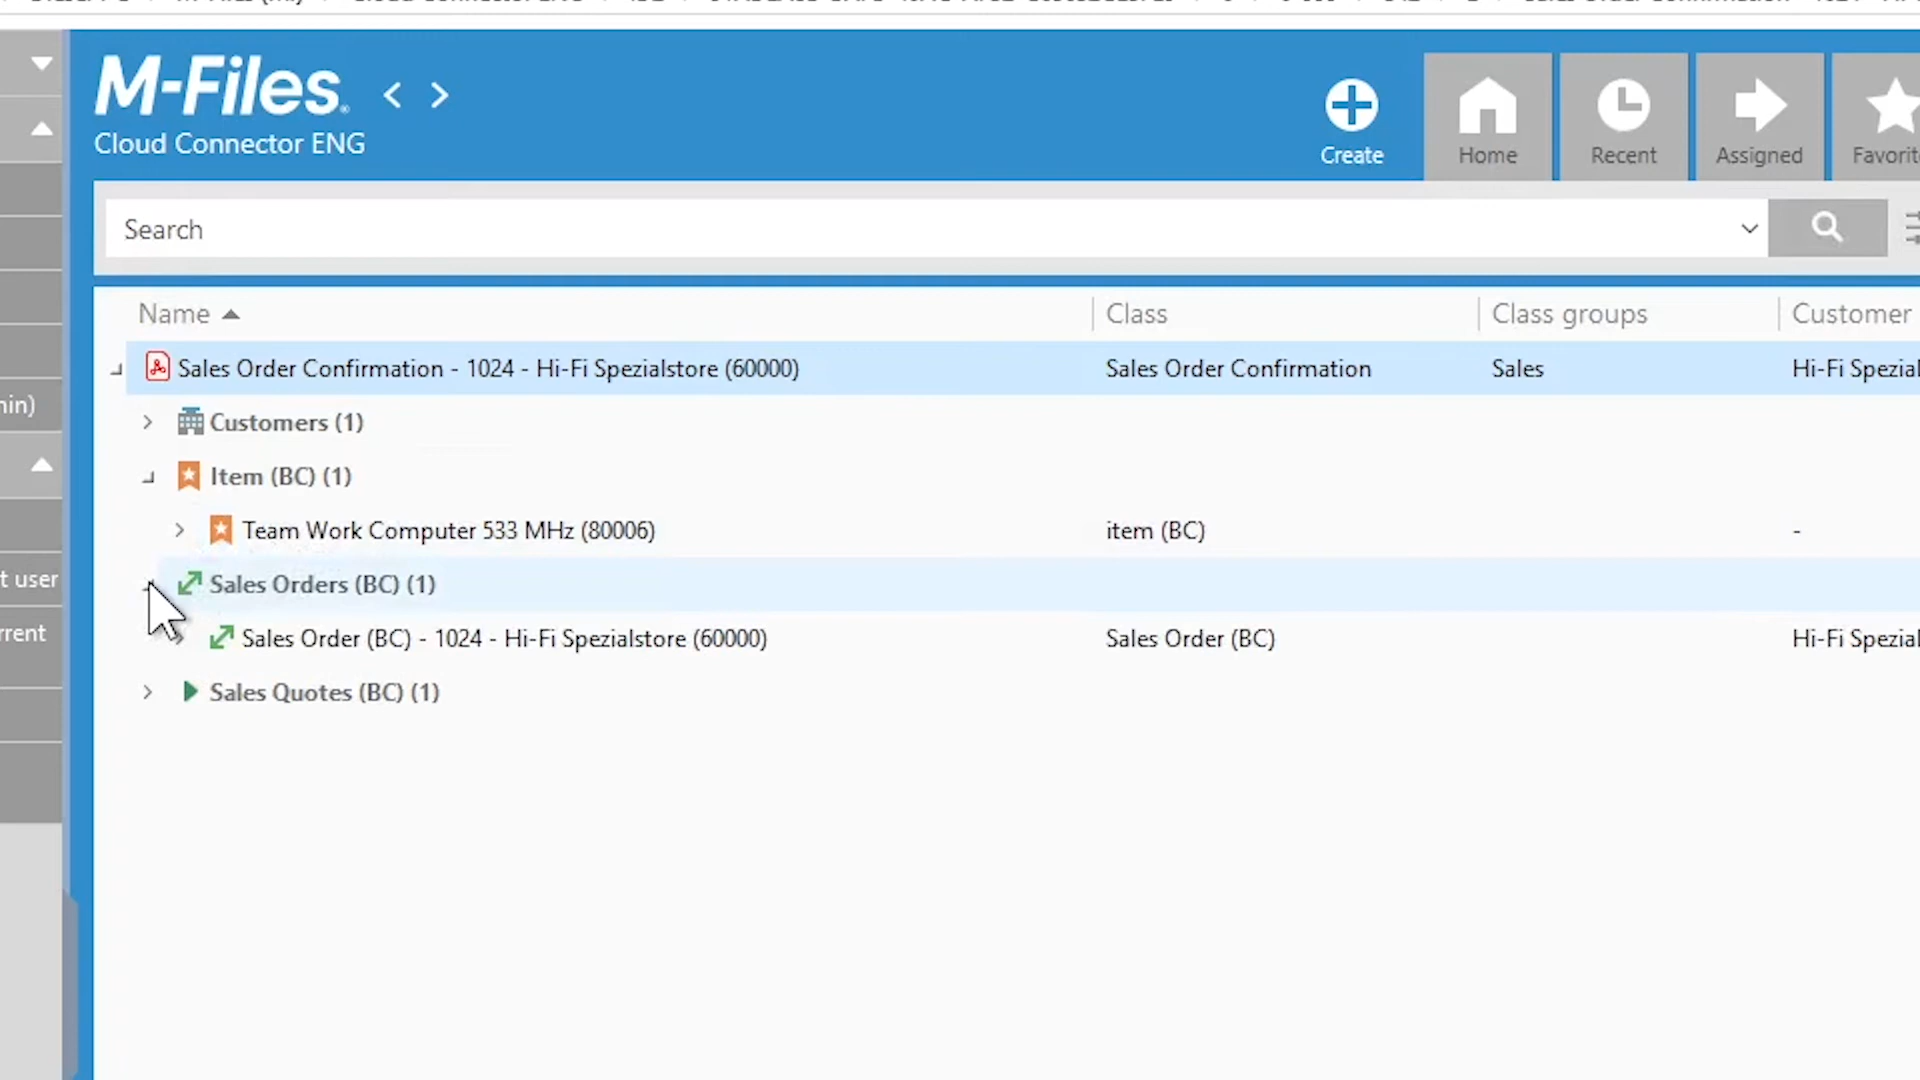 M-Files®
Cloud Connector ENG
Create
Home
Recent
Assigned
Favorite
Search
Name
Class
Class groups
Customer
Sales Order Confirmation - 1024 - Hi-Fi Spezialstore (60000)
Sales Order Confirmation
Sales
Hi-Fi Spezial
Customers (1)
min)
Item (BC) (1)
Team Work Computer 533 MHz (80006)
item (BC)
-
t user
Sales Orders (BC) (1)
rrent
Sales Order (BC) - 1024 - Hi-Fi Spezialstore (60000)
Sales Order (BC)
Hi-Fi Spezial
Sales Quotes (BC) (1)